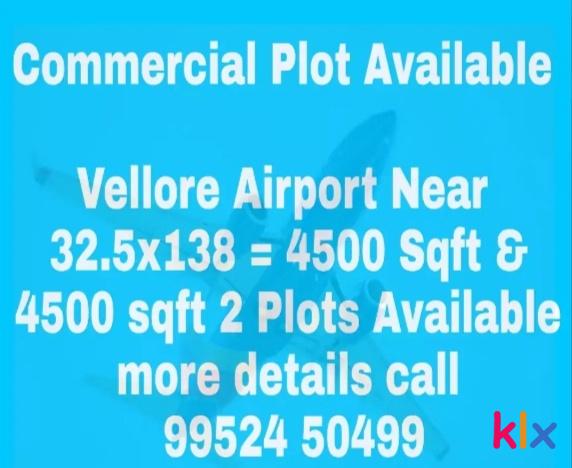 Commercial Plot Available
Vellore Airport Near
32.5x138 = 4500 Sqft &
4500 sqft 2 Plots Available
more details call
99524 50499
klx